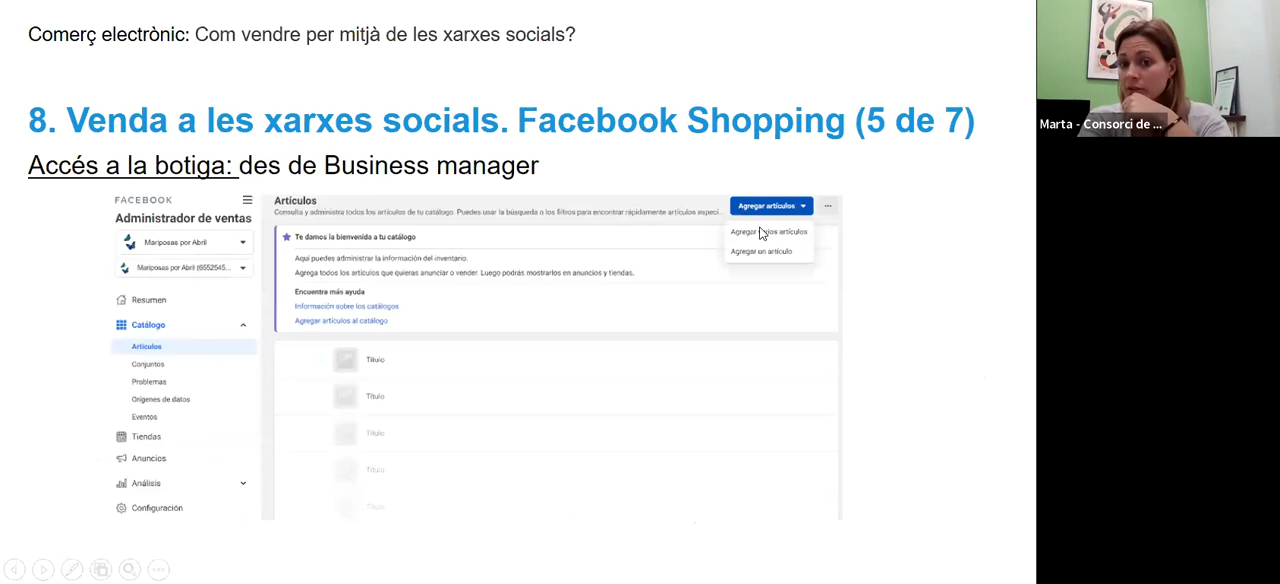 Comerç electrònic: Com vendre per mitjà de les xarxes socials?
8. Venda a les xarxes socials. Facebook Shopping (5 de 7)
Accés a la botiga: des de Business manager
FACEBOOK
Administrador de ventas
Mariposas por Abril
Mariposas por Abril (6552545...
Resumen
Catálogo
Artículos
Conjuntos
Problemas
Orígenes de datos
Eventos
Tiendas
Anuncios
Análisis
Configuración
Artículos
Consulta y administra todos los artículos de tu catálogo. Puedes usar la búsqueda o los filtros para encontrar rápidamente artículos especí...
Agregar artículos
Agregar artículos
Agregar un artículo
Te damos la bienvenida a tu catálogo
Aquí puedes administrar la información del inventario.
Agrega todos los artículos que quieras anunciar o vender. Luego podrás mostrarlos en anuncios y tiendas.
Encuentra más ayuda
Información sobre los catálogos
Agregar artículos al catálogo
Título
Título
Título
Título
Título
Marta - Consorci de ...